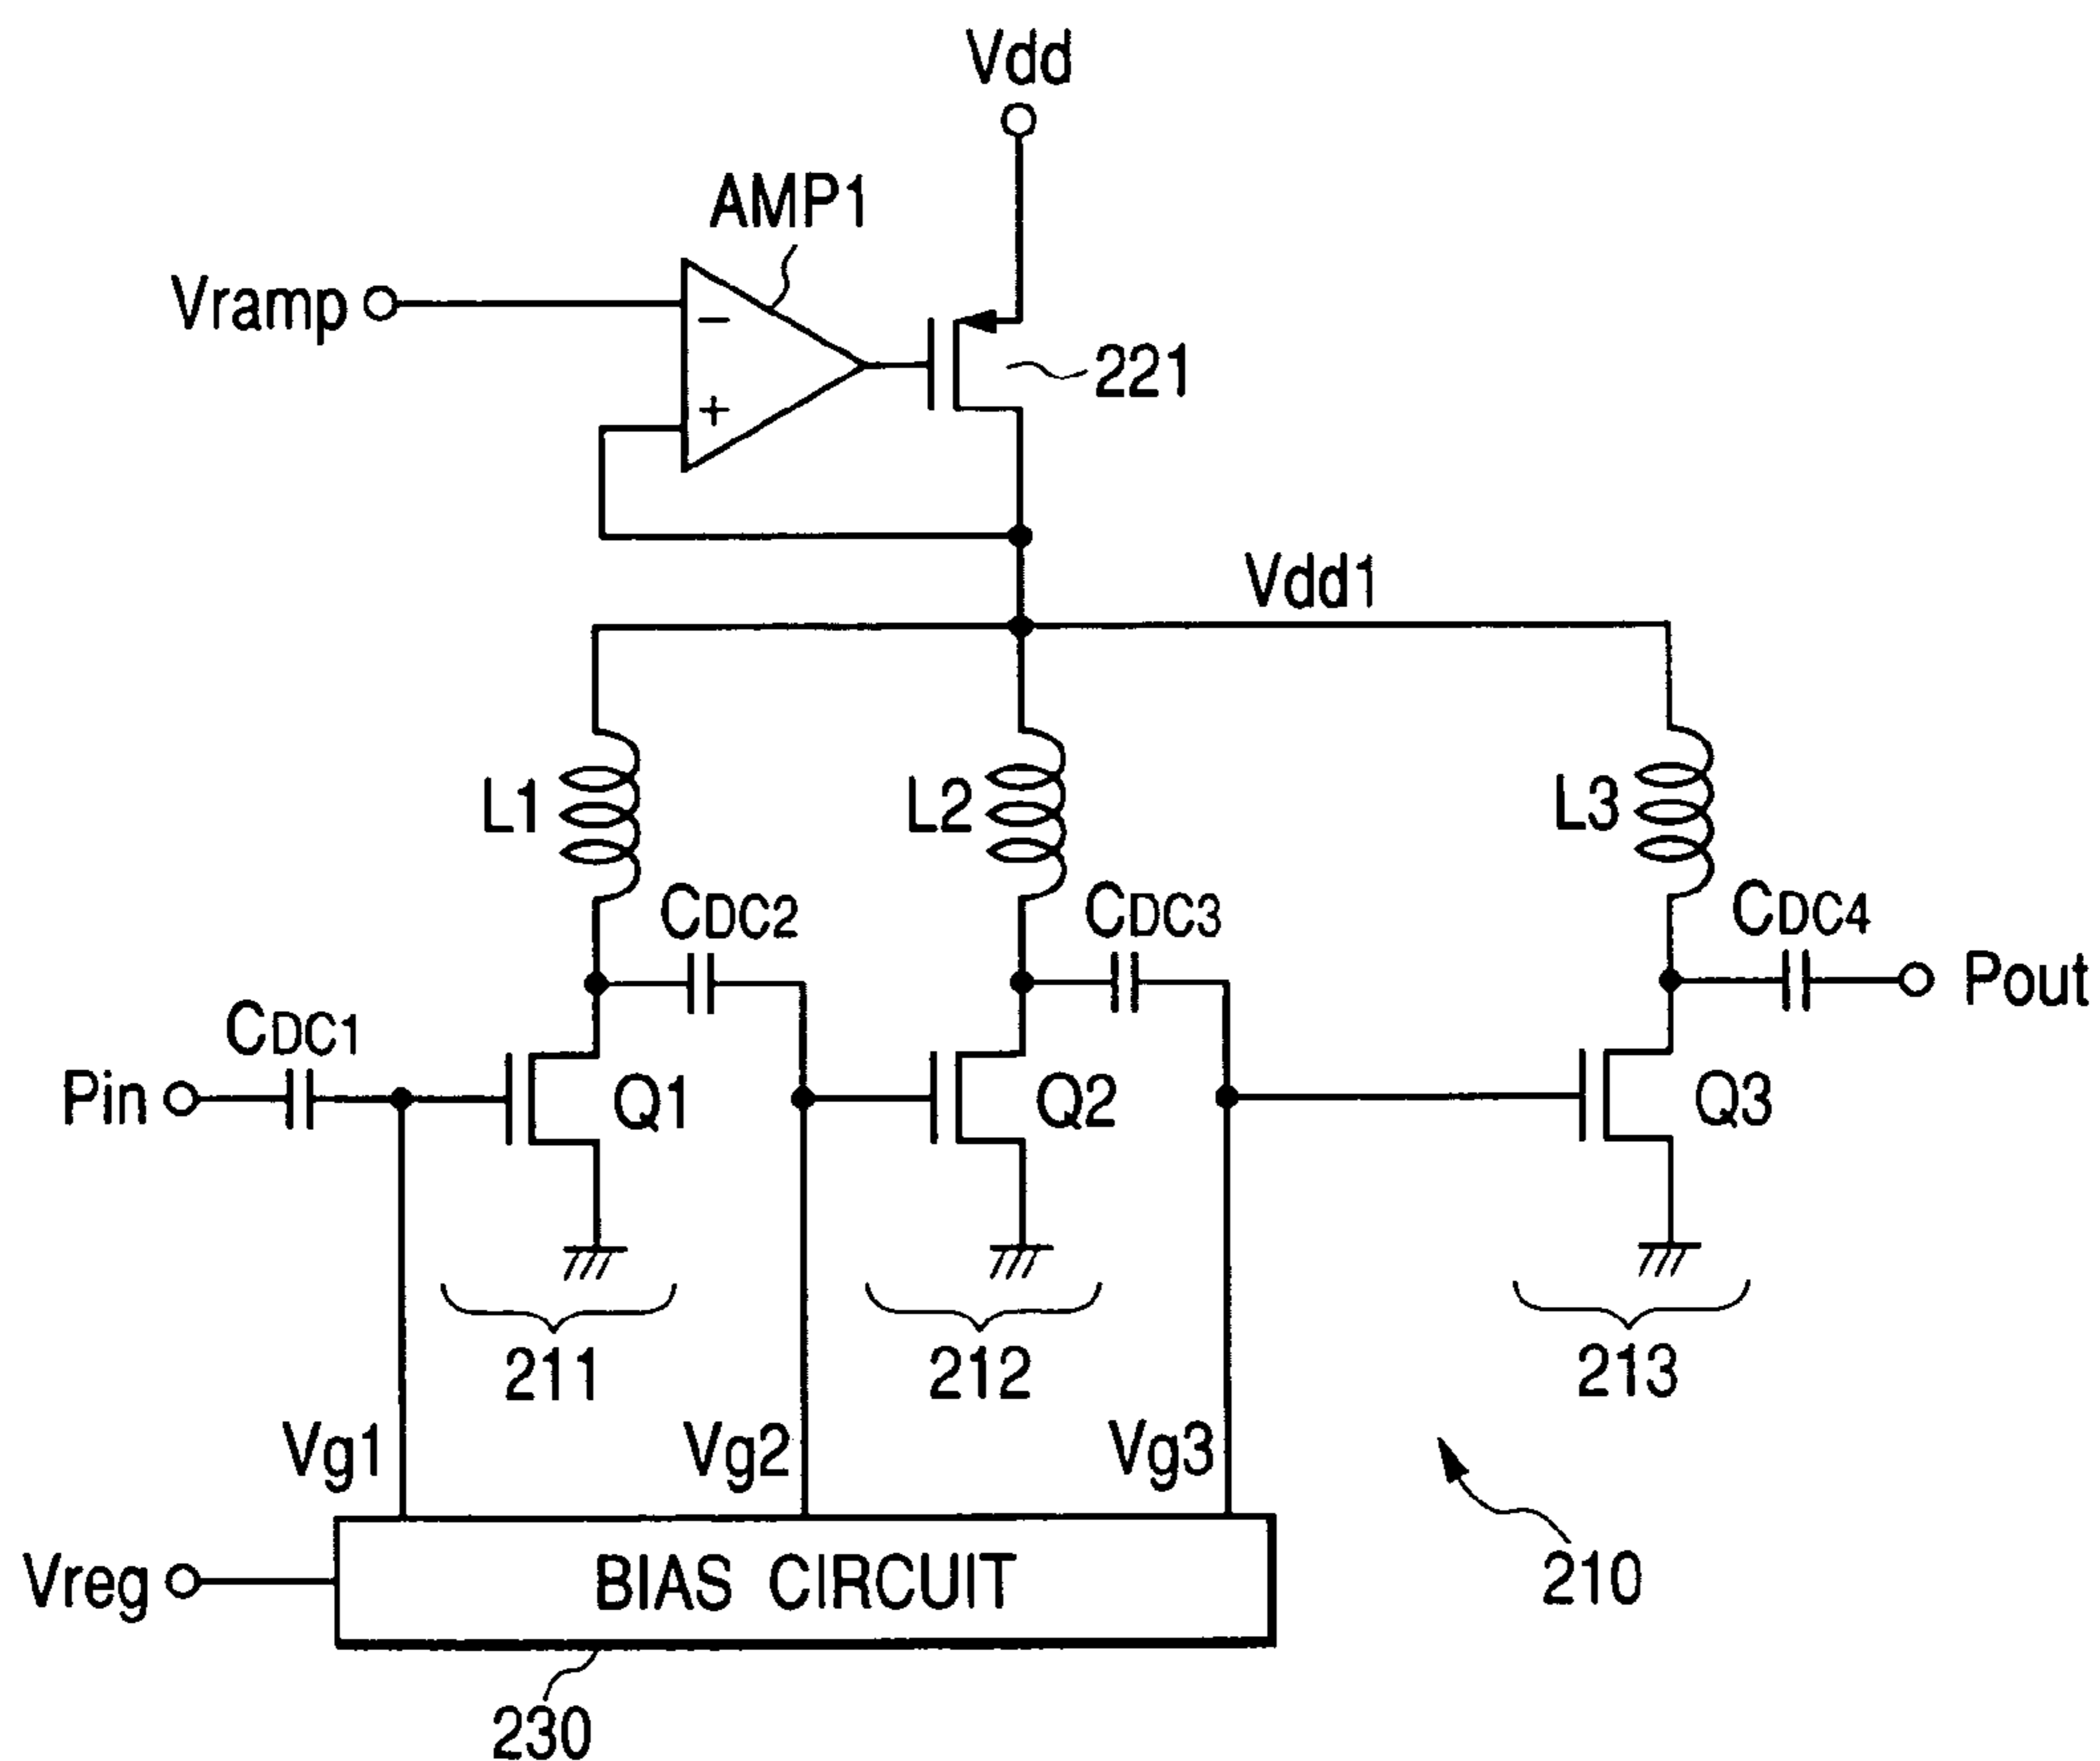 Vdd
AMP1
Vramp
−
221
+
Vdd1
L1
L2
L3
CDC2
CDC3
CDC4
Pout
CDC1
Pin
Q1
Q2
Q3
211
212
213
Vg1
Vg2
Vg3
Vreg
BIAS CIRCUIT
210
230